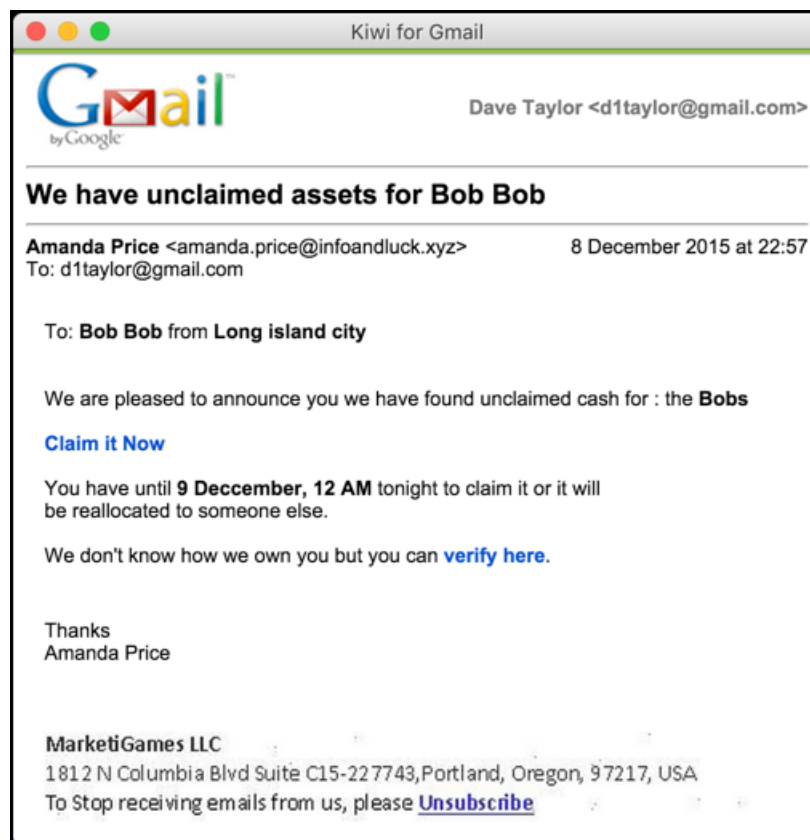 Kiwi for Gmail
Gmail™
by Google
Dave Taylor <d1taylor@gmail.com>
We have unclaimed assets for Bob Bob
Amanda Price <amanda.price@infoandluck.xyz> 8 December 2015 at 22:57
To: d1taylor@gmail.com
To: Bob Bob from Long island city
We are pleased to announce you we have found unclaimed cash for : the Bobs
Claim it Now
You have until 9 Deccember, 12 AM tonight to claim it or it will
be reallocated to someone else.
We don't know how we own you but you can verify here.
Thanks
Amanda Price
MarketiGames LLC
1812 N Columbia Blvd Suite C15-227743,Portland, Oregon, 97217, USA
To Stop receiving emails from us, please Unsubscribe